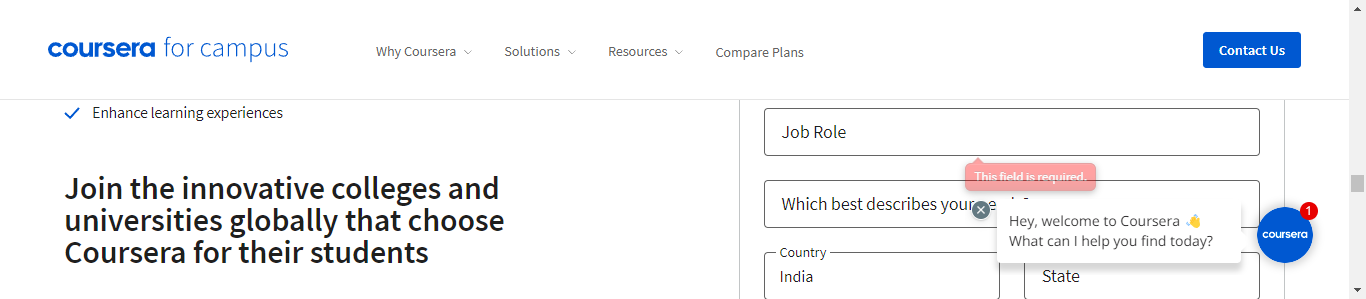 coursera for campus
Why Coursera
Solutions
Resources
Compare Plans
Contact Us
Enhance learning experiences
Join the innovative colleges and
universities globally that choose
Coursera for their students
Job Role
This field is required.
Which best describes your
Hey, welcome to Coursera 👋
What can I help you find today?
1
coursera
Country
India
State